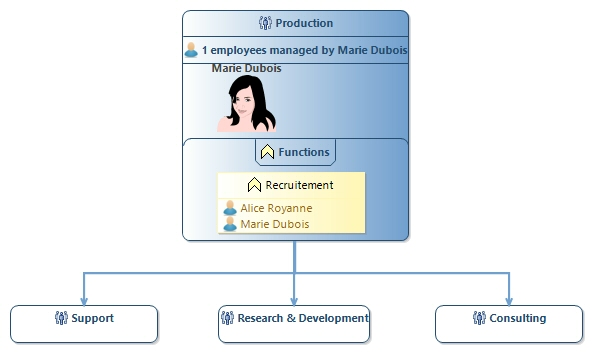 Production
1 employees managed by Marie Dubois
Marie Dubois
Functions
Recruitement
Alice Royanne
Marie Dubois
Support
Research & Development
Consulting